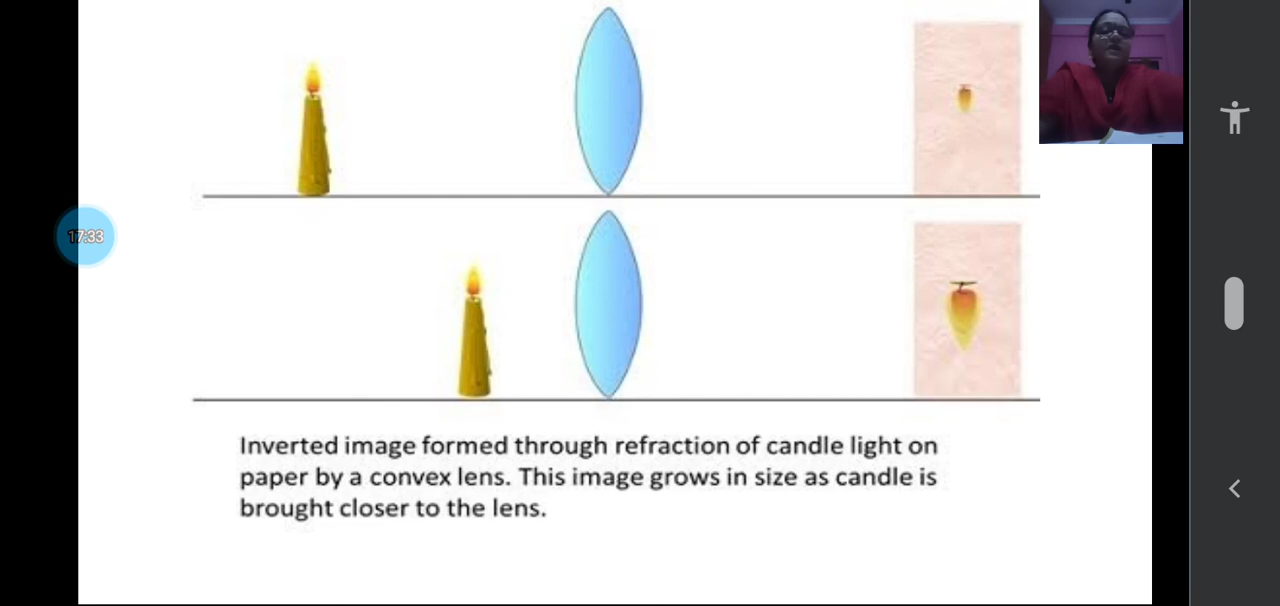 17:33
Inverted image formed through refraction of candle light on
paper by a convex lens. This image grows in size as candle is
brought closer to the lens.